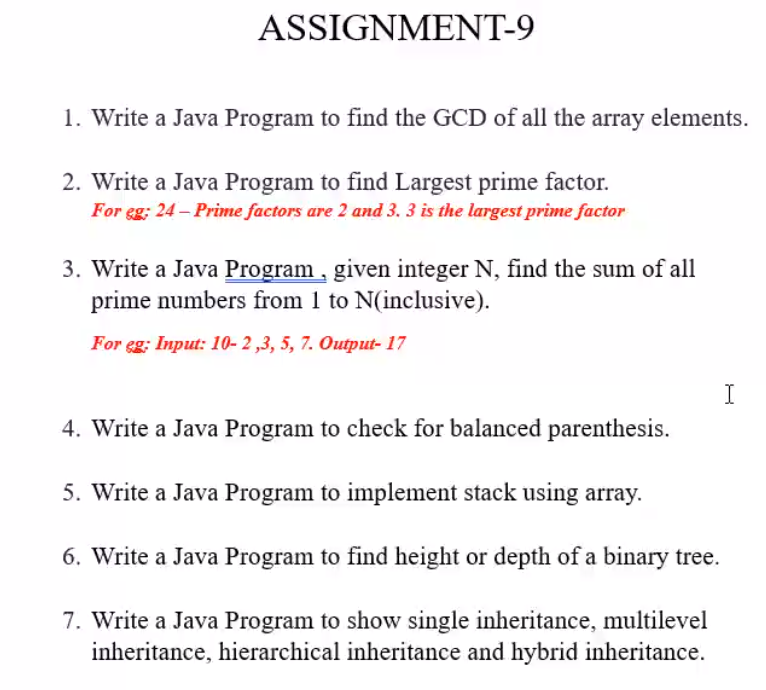 ASSIGNMENT-9
1. Write a Java Program to find the GCD of all the array elements.
2. Write a Java Program to find Largest prime factor.
For eg: 24 – Prime factors are 2 and 3. 3 is the largest prime factor
3. Write a Java Program , given integer N, find the sum of all
prime numbers from 1 to N(inclusive).
For eg: Input: 10- 2 ,3, 5, 7. Output- 17
4. Write a Java Program to check for balanced parenthesis.
5. Write a Java Program to implement stack using array.
6. Write a Java Program to find height or depth of a binary tree.
7. Write a Java Program to show single inheritance, multilevel
inheritance, hierarchical inheritance and hybrid inheritance.